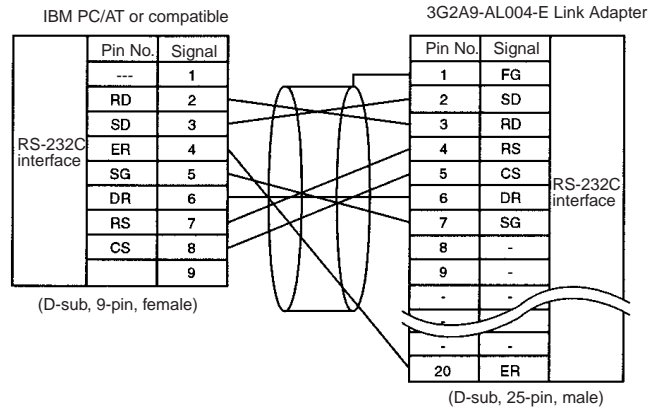 IBM PC/AT or compatible
3G2A9-AL004-E Link Adapter
Pin No. Signal
--- 1
RD 2
SD 3
ER 4
SG 5
DR 6
RS 7
CS 8
9
RS-232C
interface
(D-sub, 9-pin, female)
Pin No. Signal
1 FG
2 SD
3 RD
4 RS
5 CS
6 DR
7 SG
8 -
9 -
- -
- -
- -
20 ER
RS-232C
interface
(D-sub, 25-pin, male)